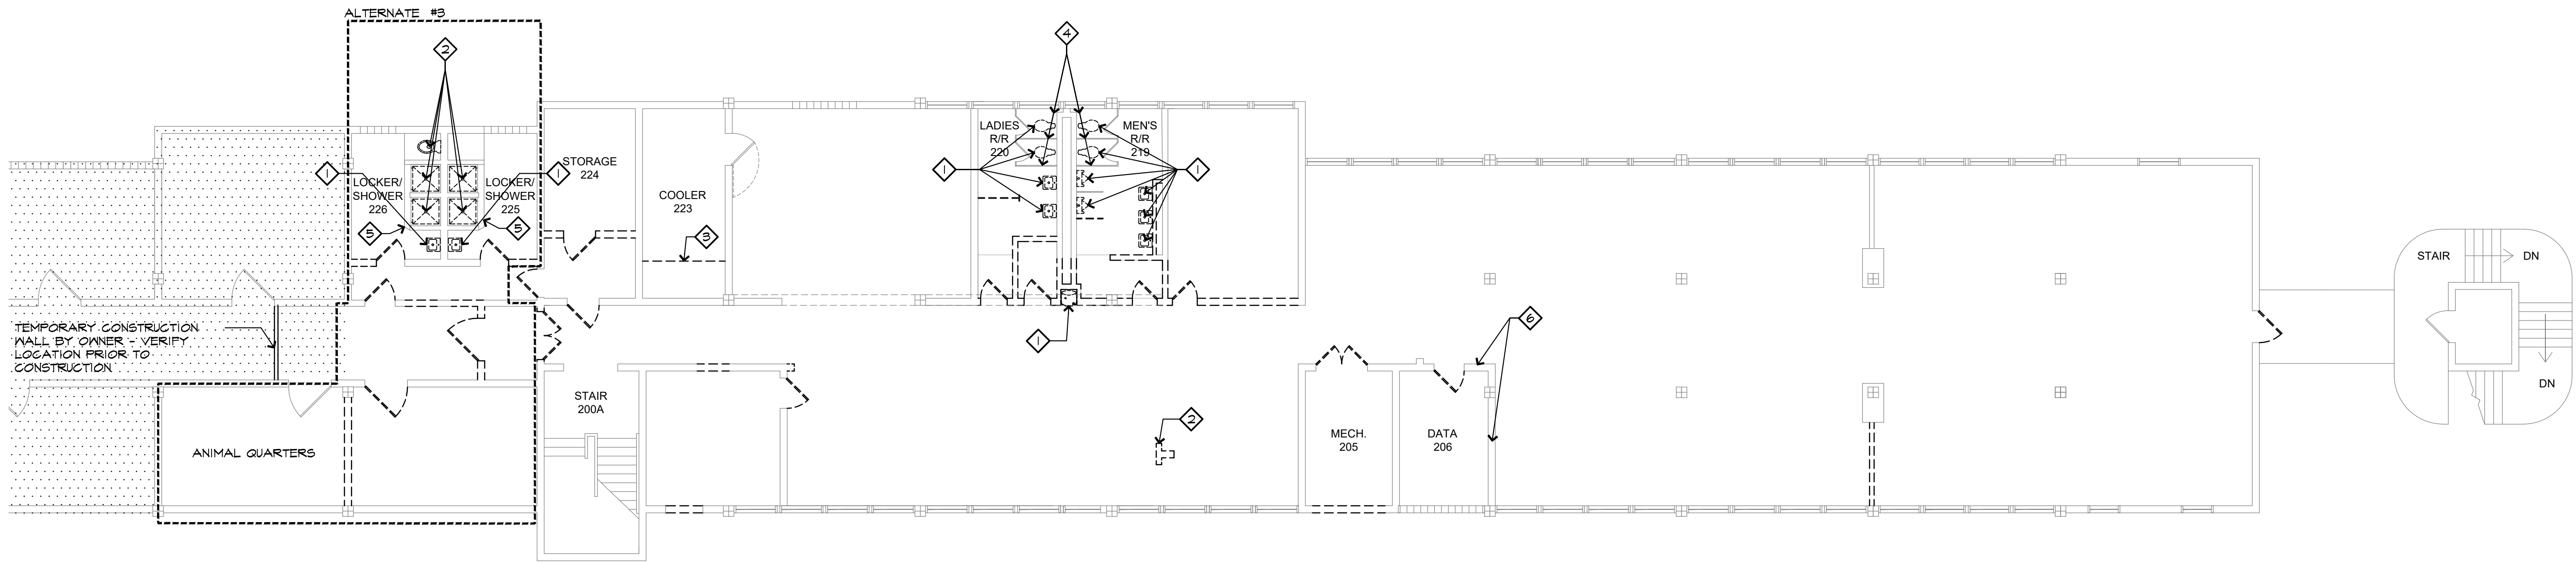 ALTERNATE #3
2
4
1
LOCKER/
SHOWER
226
LOCKER/
SHOWER
225
1
5
5
STORAGE
224
COOLER
223
3
LADIES
R/R
220
MEN'S
R/R
219
1
1
1
TEMPORARY CONSTRUCTION
WALL BY OWNER - VERIFY
LOCATION PRIOR TO
CONSTRUCTION
ANIMAL QUARTERS
STAIR
200A
2
MECH.
205
DATA
206
6
STAIR
DN
DN